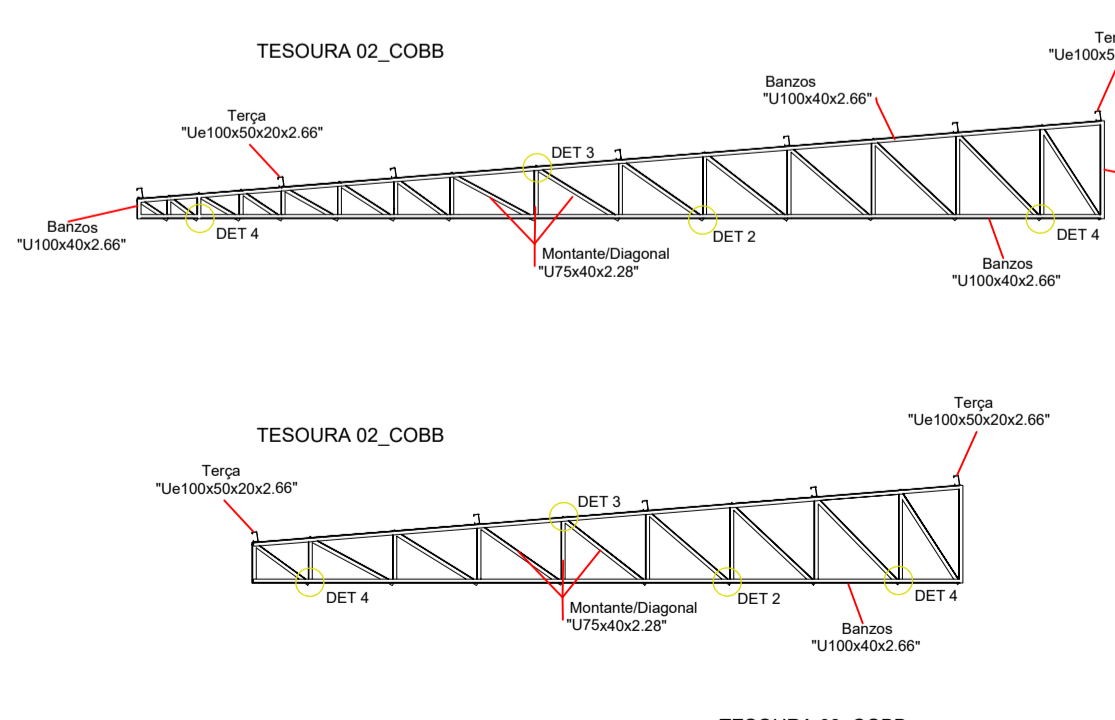 TESOURA 02_COBB
Ter
"Ue100x5
Banzos
"U100x40x2.66"
Terça
"Ue100x50x20x2.66"
DET 3
Banzos
"U100x40x2.66"
DET 4
DET 2
DET 4
Montante/Diagonal
"U75x40x2.28"
Banzos
"U100x40x2.66"
TESOURA 02_COBB
Terça
"Ue100x50x20x2.66"
Terça
"Ue100x50x20x2.66"
DET 3
DET 4
DET 2
DET 4
Montante/Diagonal
"U75x40x2.28"
Banzos
"U100x40x2.66"